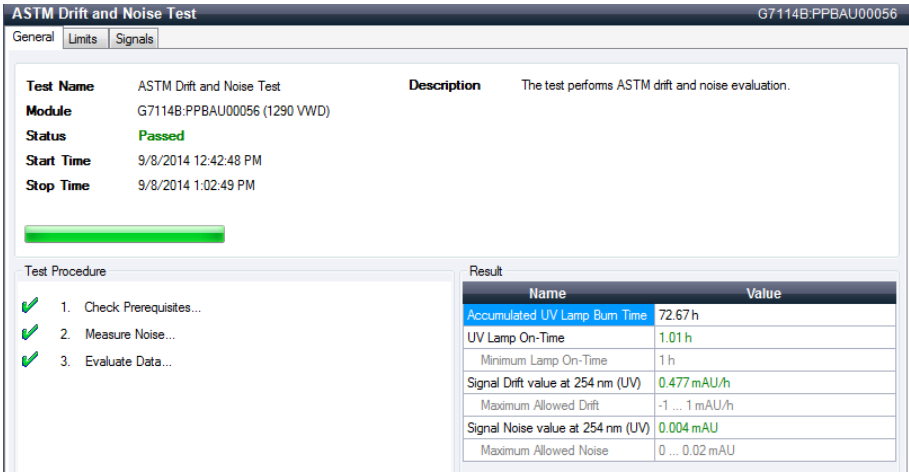 ASTM Drift and Noise Test G7114B:PPBAU00056
General Limits Signals
Test Name ASTM Drift and Noise Test Description The test performs ASTM drift and noise evaluation.
Module G7114B:PPBAU00056 (1290 VWD)
Status Passed
Start Time 9/8/2014 12:42:48 PM
Stop Time 9/8/2014 1:02:49 PM
Test Procedure
1. Check Prerequisites...
2. Measure Noise...
3. Evaluate Data...
Result
Name Value
Accumulated UV Lamp Burn Time 72.67 h
UV Lamp On-Time 1.01 h
Minimum Lamp On-Time 1 h
Signal Drift value at 254 nm (UV) 0.477 mAU/h
Maximum Allowed Drift -1 ... 1 mAU/h
Signal Noise value at 254 nm (UV) 0.004 mAU
Maximum Allowed Noise 0 ... 0.02 mAU